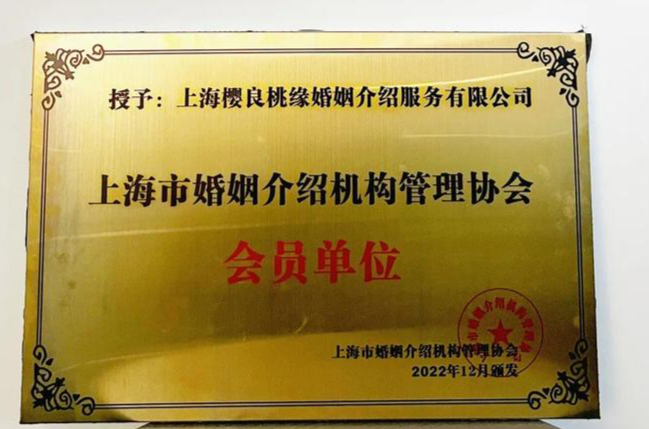 授予：上海樱良桃缘婚姻介绍服务有限公司
上海市婚姻介绍机构管理协会
会员单位
上海市婚姻介绍机构管理协会
2022年12月颁发